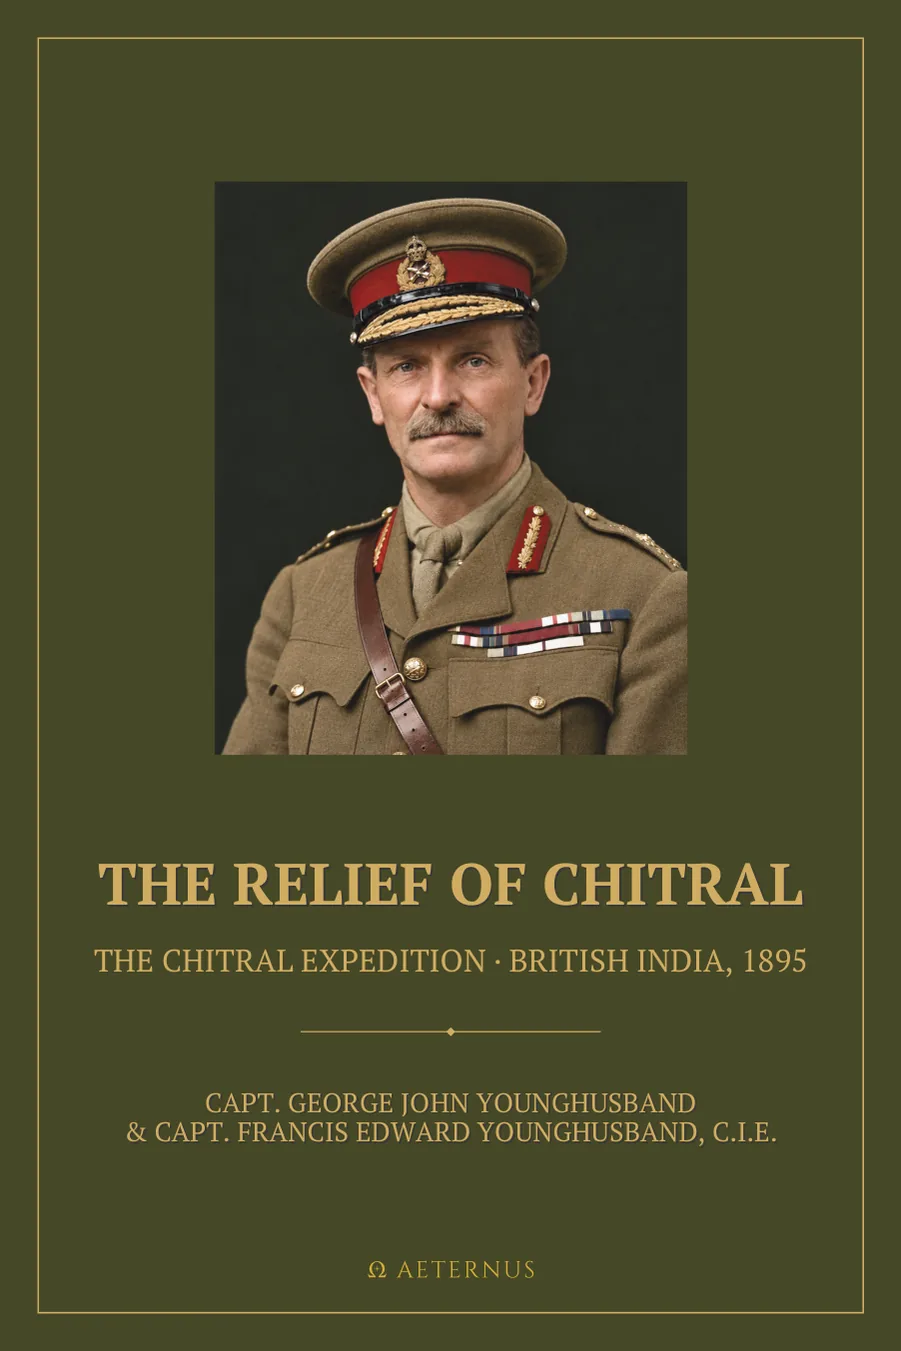 THE RELIEF OF CHITRAL
THE CHITRAL EXPEDITION · BRITISH INDIA, 1895
CAPT. GEORGE JOHN YOUNGHUSBAND
& CAPT. FRANCIS EDWARD YOUNGHUSBAND, C.I.E.
Ω AETERNUS